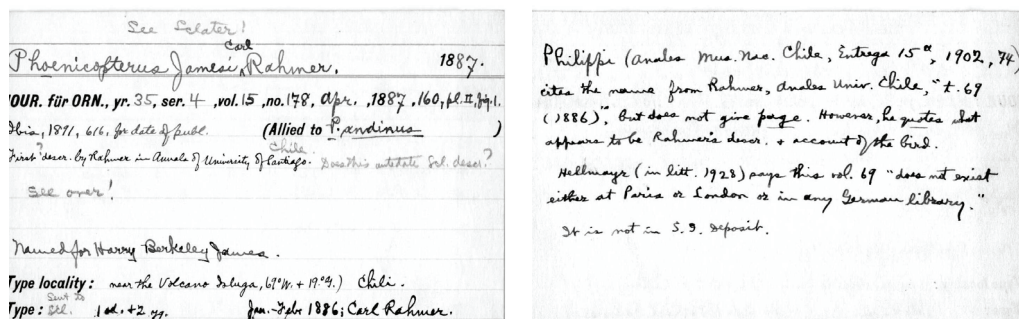 See Sclater!
Carl
Phoenicopterus Jamesi, Rahmer. 1887.
JOUR. für ORN., yr. 35, ser. 4, vol. 15, no. 178, Apr., 1887, 160, pl. II, fig. 1.
Ibis, 1891, 616, for date of publ. (Allied to P. andinus )
Chile
First? descr. by Rahmer in Annals of University of Santiago. Does this antedate Scl. descr.?
See over!
Named for Harry Berkeley James.
Type locality: near the Volcano Isluga, 69°W. + 19°S.) Chili.
Sent to
Type: Scl. 1 ad. + 2 yg. Jan.-Feb. 1886; Carl Rahmer.
Philippi (Anales Mus. Nac. Chile, Entrega 15ª, 1902, 74)
cites the name from Rahmer, Anales Univ. Chile, "t. 69
(1886), but does not give page. However, he quotes what
appears to be Rahmer's descr. + account of the bird.
Hellmayr (in litt. 1928) says this vol. 69 "does not exist
either at Paris or London or in any German library."
It is not in S. I. Deposit.